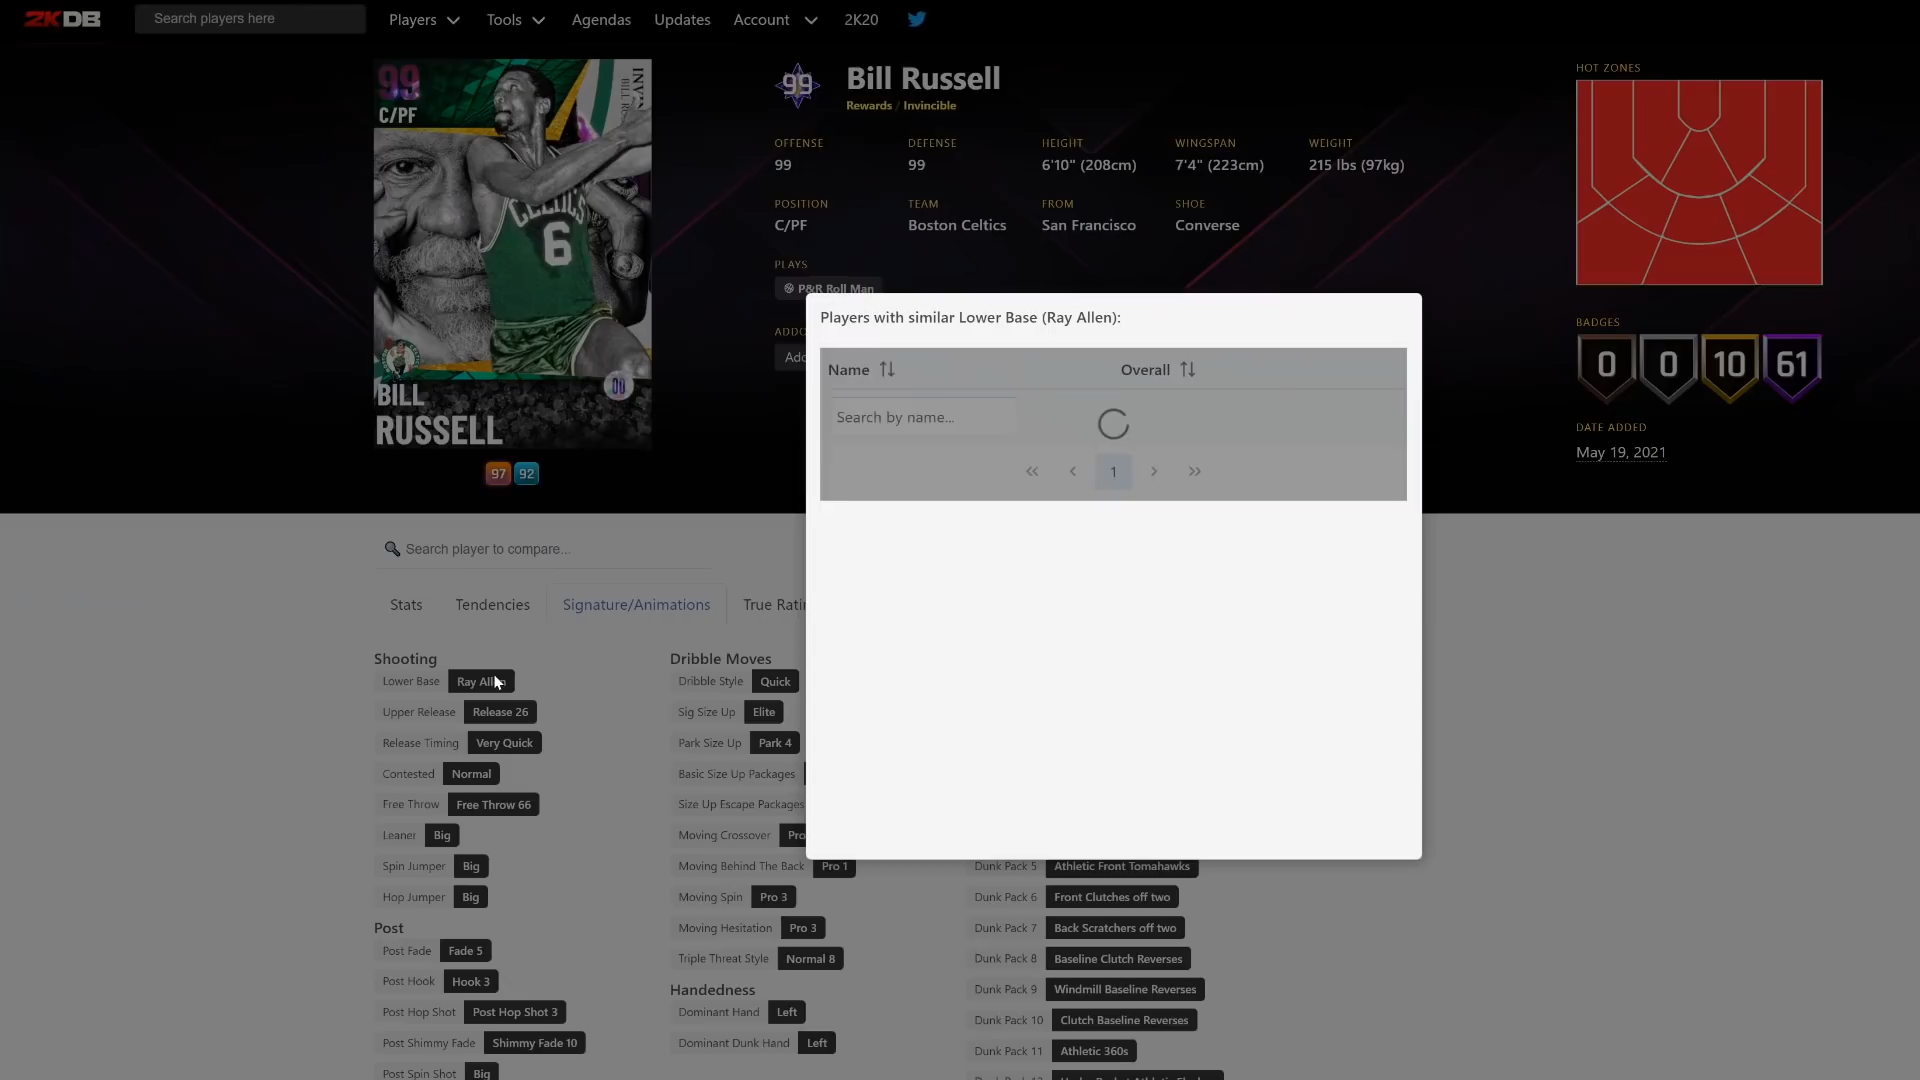 2KDB
Search players here
Players
Tools
Agendas
Updates
Account
2K20
99
C/PF
BILL
RUSSELL
97
92
99
Bill Russell
Rewards / Invincible
OFFENSE
99
DEFENSE
99
HEIGHT
6'10" (208cm)
WINGSPAN
7'4" (223cm)
WEIGHT
215 lbs (97kg)
POSITION
C/PF
TEAM
Boston Celtics
FROM
San Francisco
SHOE
Converse
PLAYS
P&R Roll Man
HOT ZONES
BADGES
0
0
10
61
DATE ADDED
May 19, 2021
CELTICS
6
Players with similar Lower Base (Ray Allen):
Name
Overall
Search by name...
« ‹ 1 › »
Search player to compare...
Stats
Tendencies
Signature/Animations
True Rati
Shooting
Lower Base Ray Allen
Upper Release Release 26
Release Timing Very Quick
Contested Normal
Free Throw Free Throw 66
Leaner Big
Spin Jumper Big
Hop Jumper Big
Post
Post Fade Fade 5
Post Hook Hook 3
Post Hop Shot Post Hop Shot 3
Post Shimmy Fade Shimmy Fade 10
Post Spin Shot Big
Dribble Moves
Dribble Style Quick
Sig Size Up Elite
Park Size Up Park 4
Basic Size Up Packages
Size Up Escape Packages
Moving Crossover Pro
Moving Behind The Back Pro 1
Moving Spin Pro 3
Moving Hesitation Pro 3
Triple Threat Style Normal 8
Handedness
Dominant Hand Left
Dominant Dunk Hand Left
Dunk Pack 5 Athletic Front Tomahawks
Dunk Pack 6 Front Clutches off two
Dunk Pack 7 Back Scratchers off two
Dunk Pack 8 Baseline Clutch Reverses
Dunk Pack 9 Windmill Baseline Reverses
Dunk Pack 10 Clutch Baseline Reverses
Dunk Pack 11 Athletic 360s